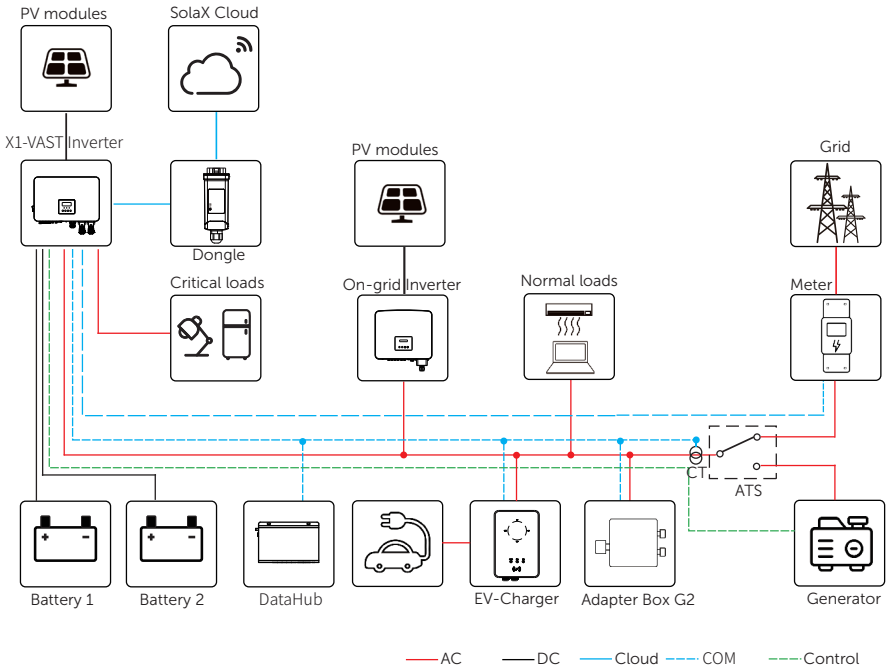 PV modules
SolaX Cloud
X1-VAST Inverter
PV modules
Grid
Dongle
Critical loads
On-grid Inverter
Normal loads
Meter
CT
ATS
Battery 1
Battery 2
DataHub
EV-Charger
Adapter Box G2
Generator
AC
DC
Cloud
COM
Control